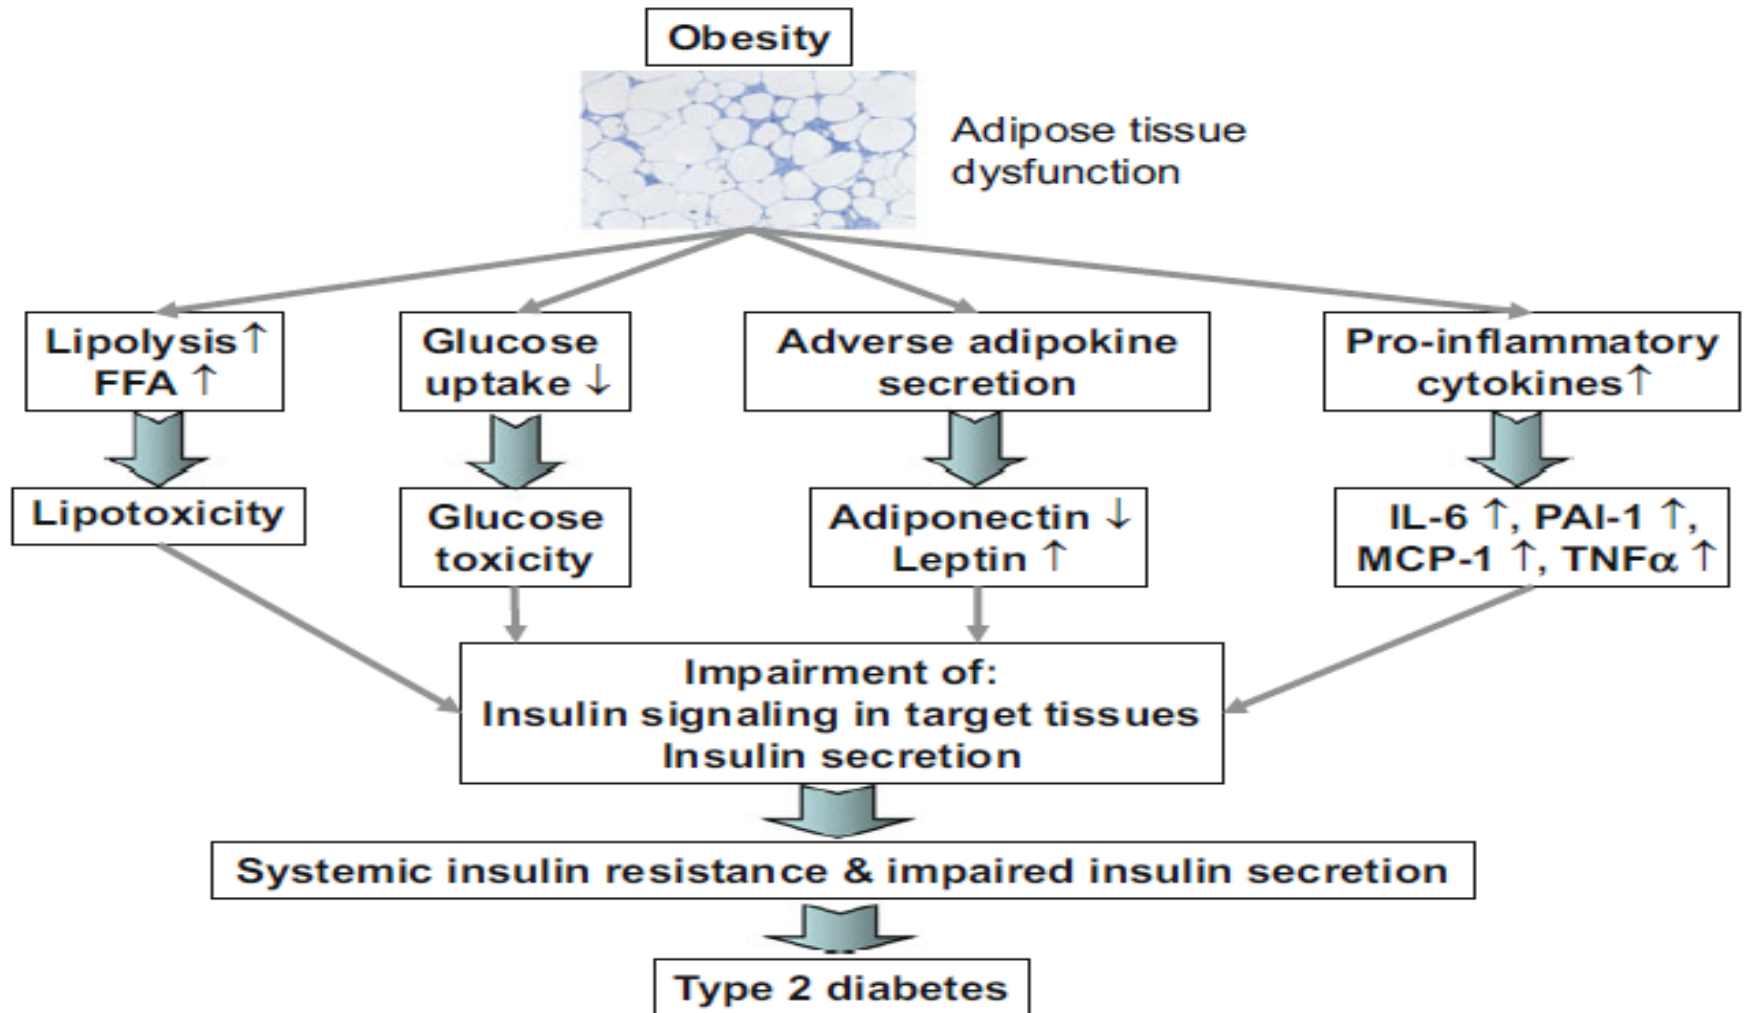 Obesity
Adipose tissue
dysfunction
Lipolysis↑
FFA ↑
Glucose
uptake ↓
Adverse adipokine
secretion
Pro-inflammatory
cytokines↑
Lipotoxicity
Glucose
toxicity
Adiponectin ↓
Leptin ↑
IL-6 ↑, PAI-1 ↑,
MCP-1 ↑, TNFα ↑
Impairment of:
Insulin signaling in target tissues
Insulin secretion
Systemic insulin resistance & impaired insulin secretion
Type 2 diabetes